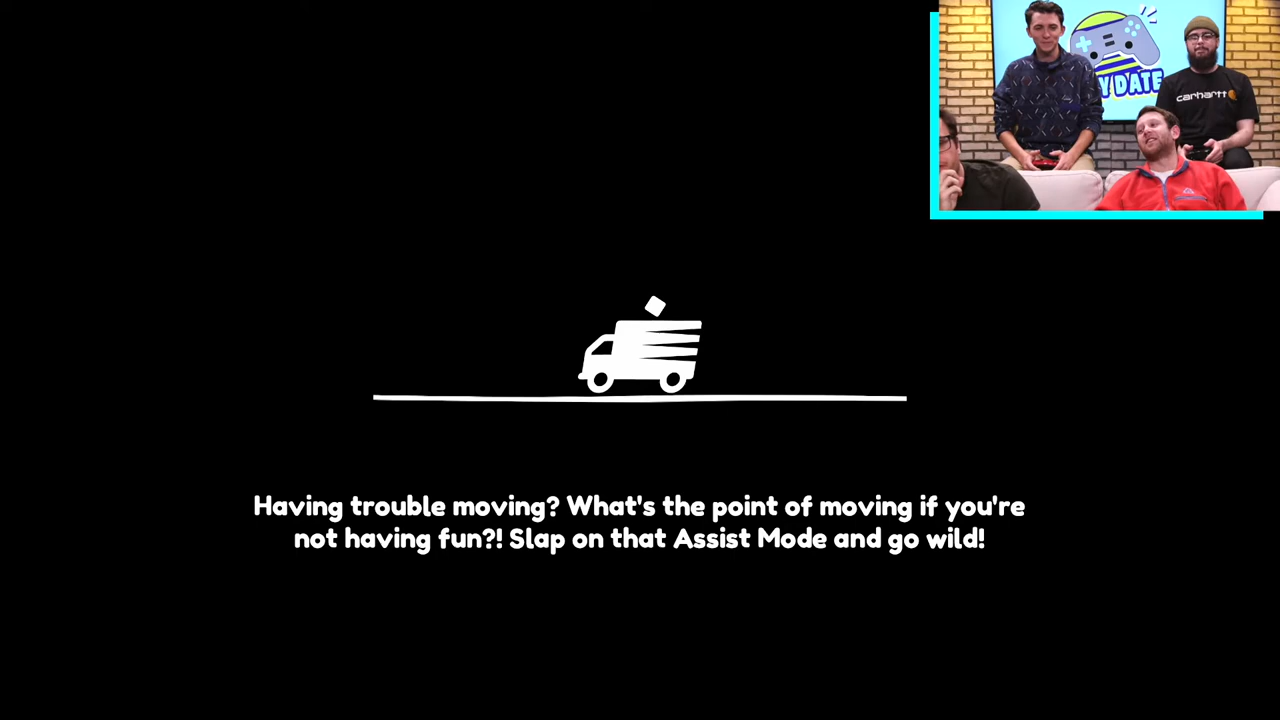 Y DATE
carhartt
Having trouble moving? What's the point of moving if you're
not having fun?! Slap on that Assist Mode and go wild!